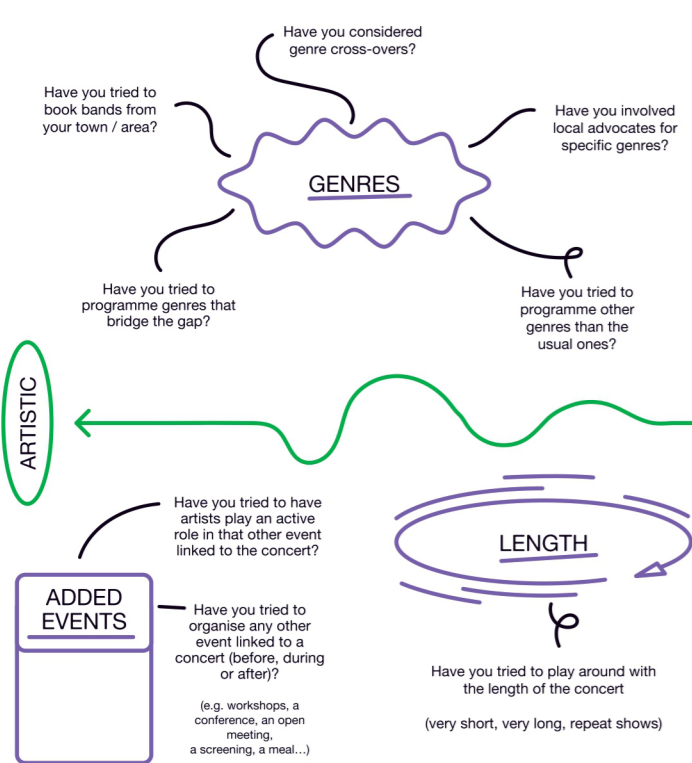 Have you considered
genre cross-overs?
Have you tried to
book bands from
your town / area?
Have you involved
local advocates for
specific genres?
GENRES
Have you tried to
programme genres that
bridge the gap?
Have you tried to
programme other
genres than the
usual ones?
ARTISTIC
Have you tried to have
artists play an active
role in that other event
linked to the concert?
LENGTH
ADDED
EVENTS
Have you tried to
organise any other
event linked to a
concert (before, during
or after)?
(e.g. workshops, a
conference, an open
meeting,
a screening, a meal...)
Have you tried to play around with
the length of the concert
(very short, very long, repeat shows)